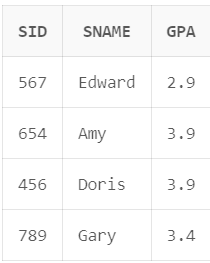 SID SNAME GPA
567 Edward 2.9
654 Amy 3.9
456 Doris 3.9
789 Gary 3.4